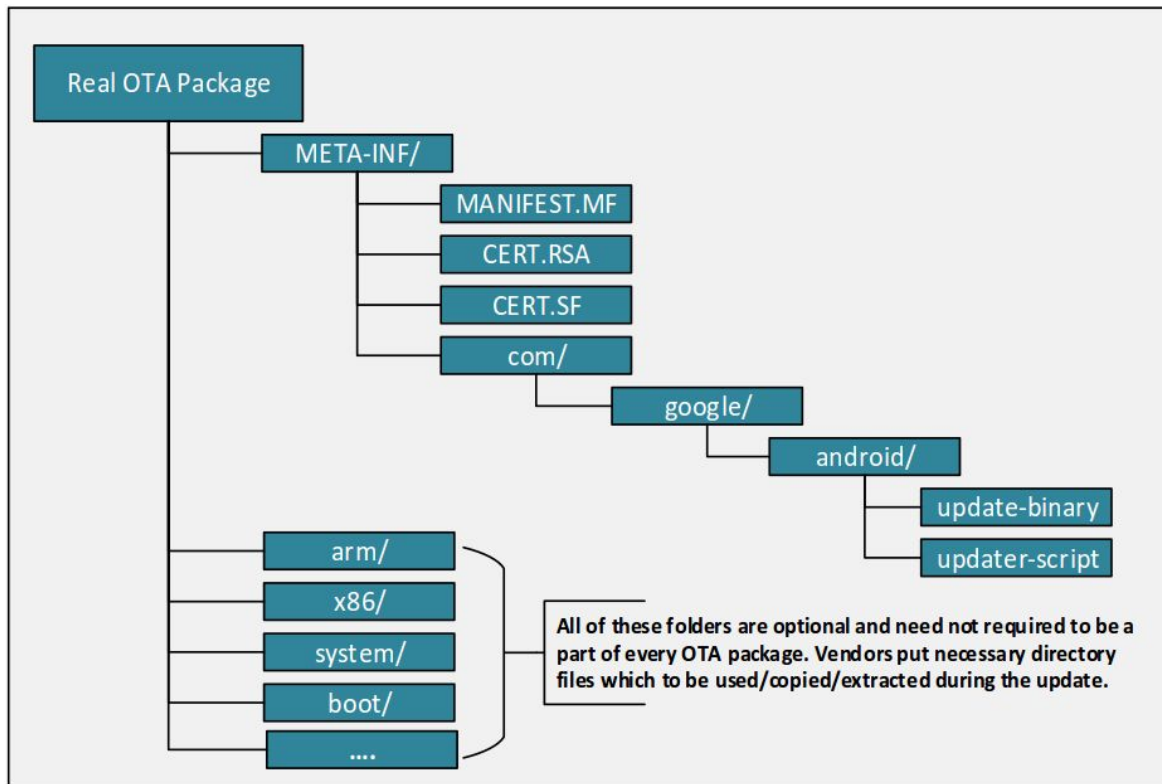 Real OTA Package
META-INF/
MANIFEST.MF
CERT.RSA
CERT.SF
com/
google/
android/
update-binary
updater-script
arm/
x86/
system/
boot/
....
All of these folders are optional and need not required to be a
part of every OTA package. Vendors put necessary directory
files which to be used/copied/extracted during the update.